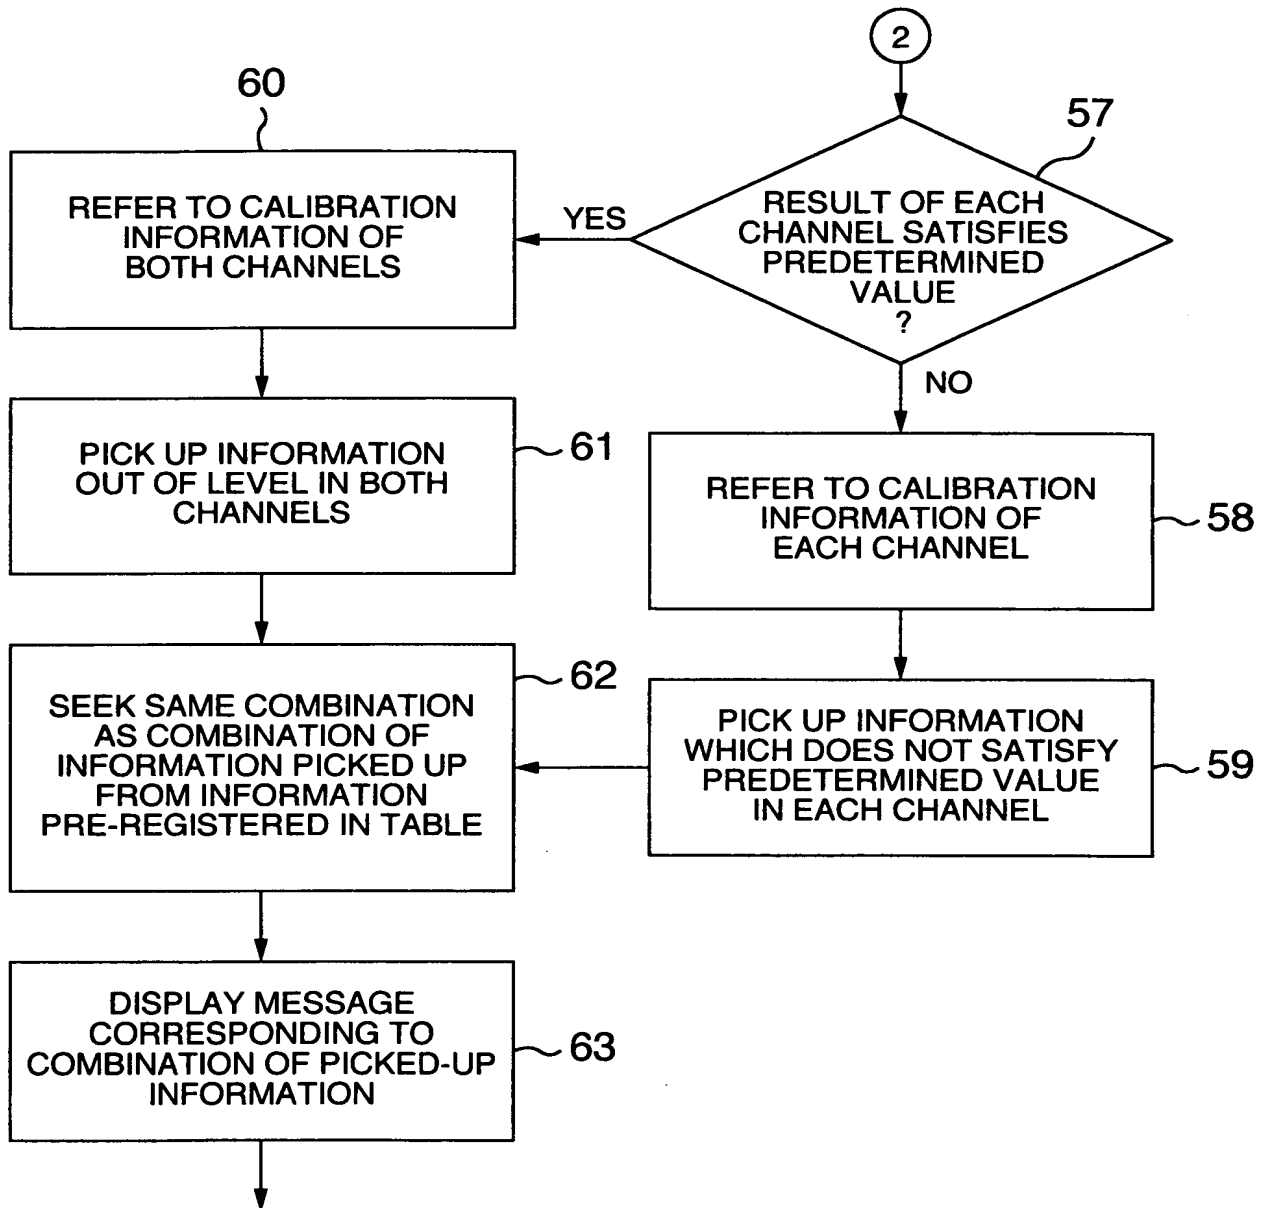 2
57
RESULT OF EACH
CHANNEL SATISFIES
PREDETERMINED
VALUE
?
YES
NO
60
REFER TO CALIBRATION
INFORMATION OF
BOTH CHANNELS
61
PICK UP INFORMATION
OUT OF LEVEL IN BOTH
CHANNELS
REFER TO CALIBRATION
INFORMATION OF
EACH CHANNEL
58
62
SEEK SAME COMBINATION
AS COMBINATION OF
INFORMATION PICKED UP
FROM INFORMATION
PRE-REGISTERED IN TABLE
PICK UP INFORMATION
WHICH DOES NOT SATISFY
PREDETERMINED VALUE
IN EACH CHANNEL
59
DISPLAY MESSAGE
CORRESPONDING TO
COMBINATION OF PICKED-UP
INFORMATION
63